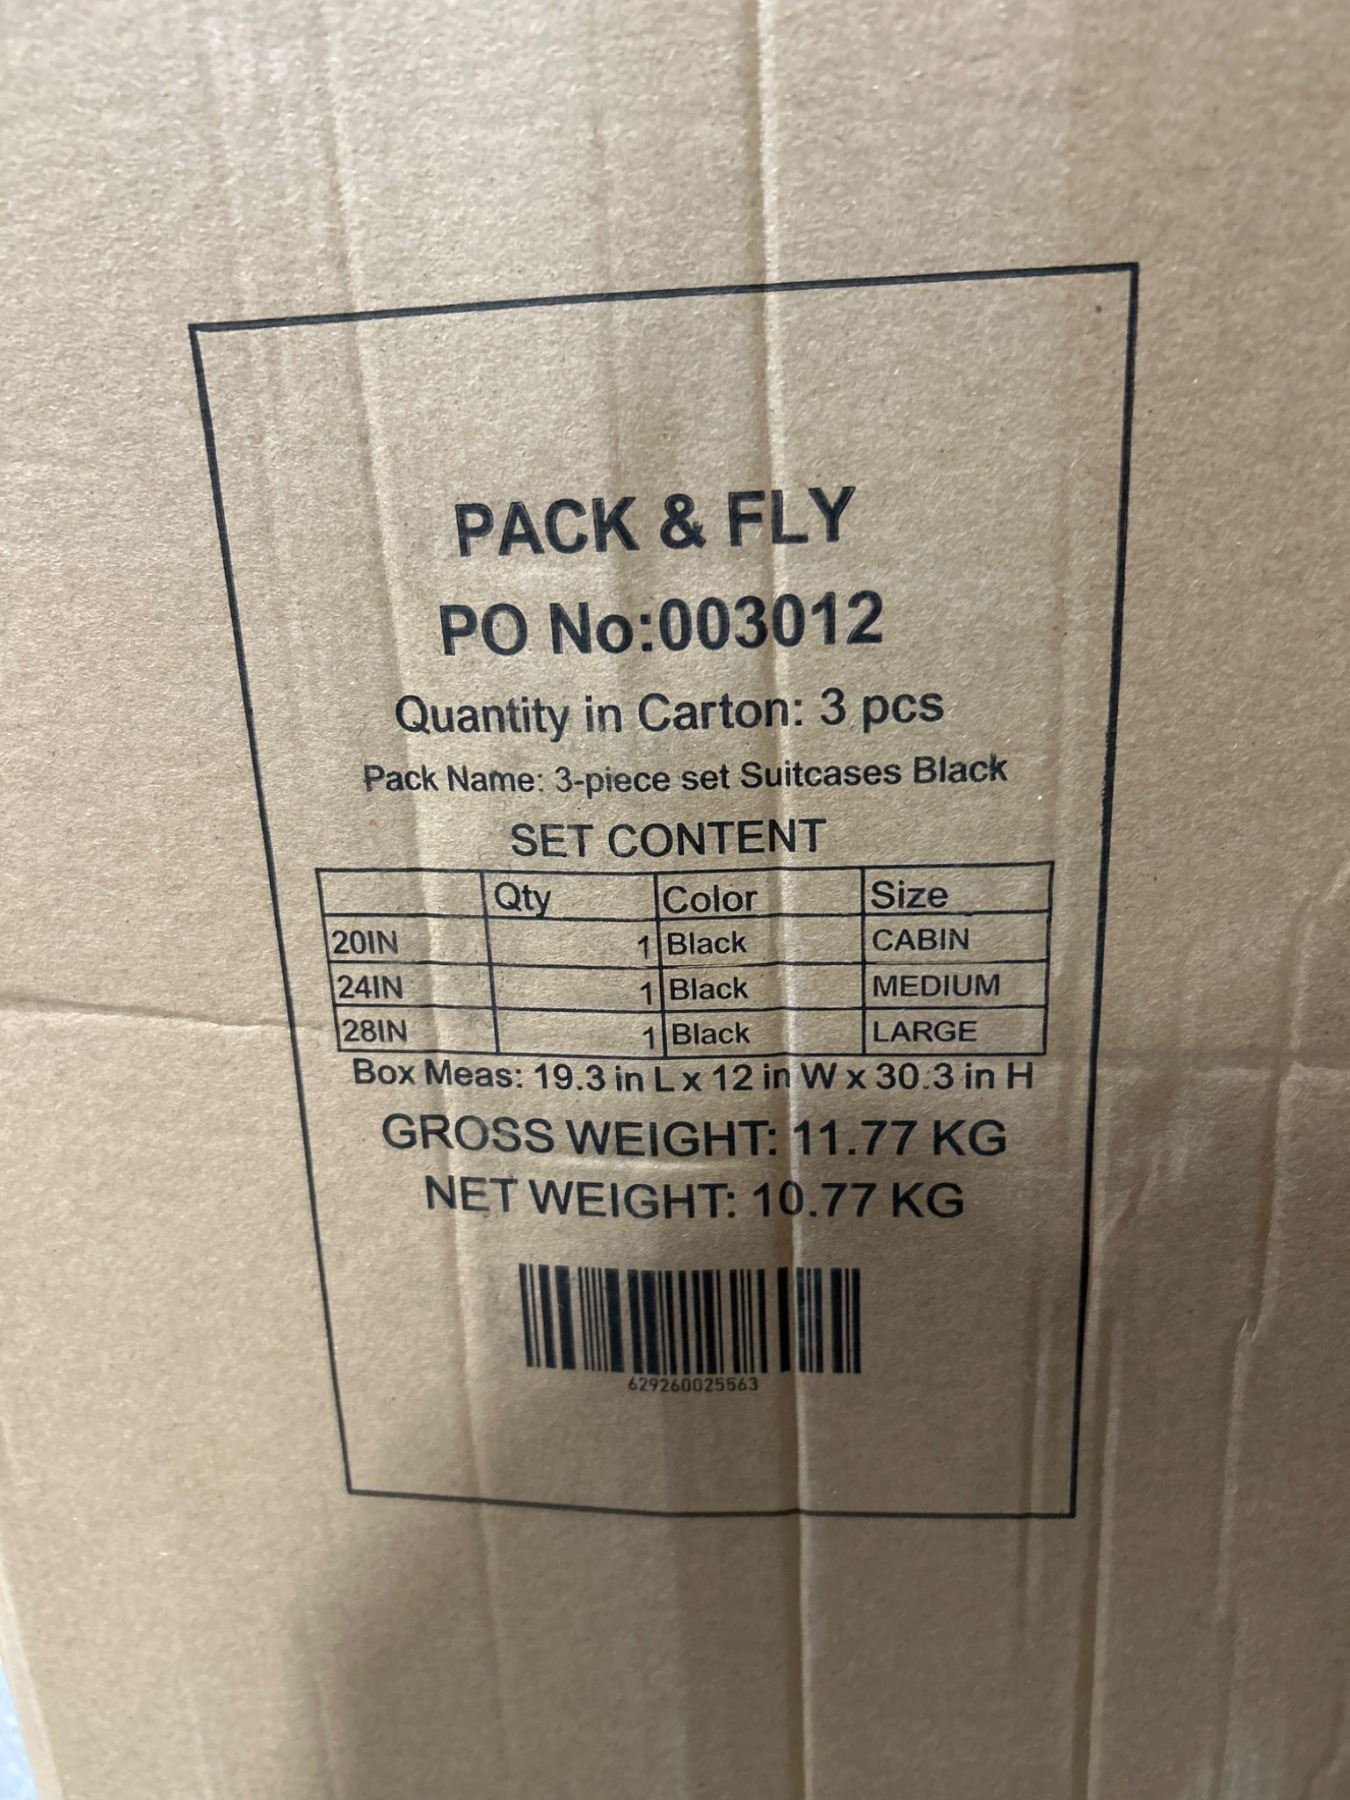 PACK & FLY
PO No:003012
Quantity in Carton: 3 pcs
Pack Name: 3-piece set Suitcases Black
SET CONTENT
Qty Color Size
20IN 1 Black CABIN
24IN 1 Black MEDIUM
28IN 1 Black LARGE
Box Meas: 19.3 in L x 12 in W x 30.3 in H
GROSS WEIGHT: 11.77 KG
NET WEIGHT: 10.77 KG
629260025563